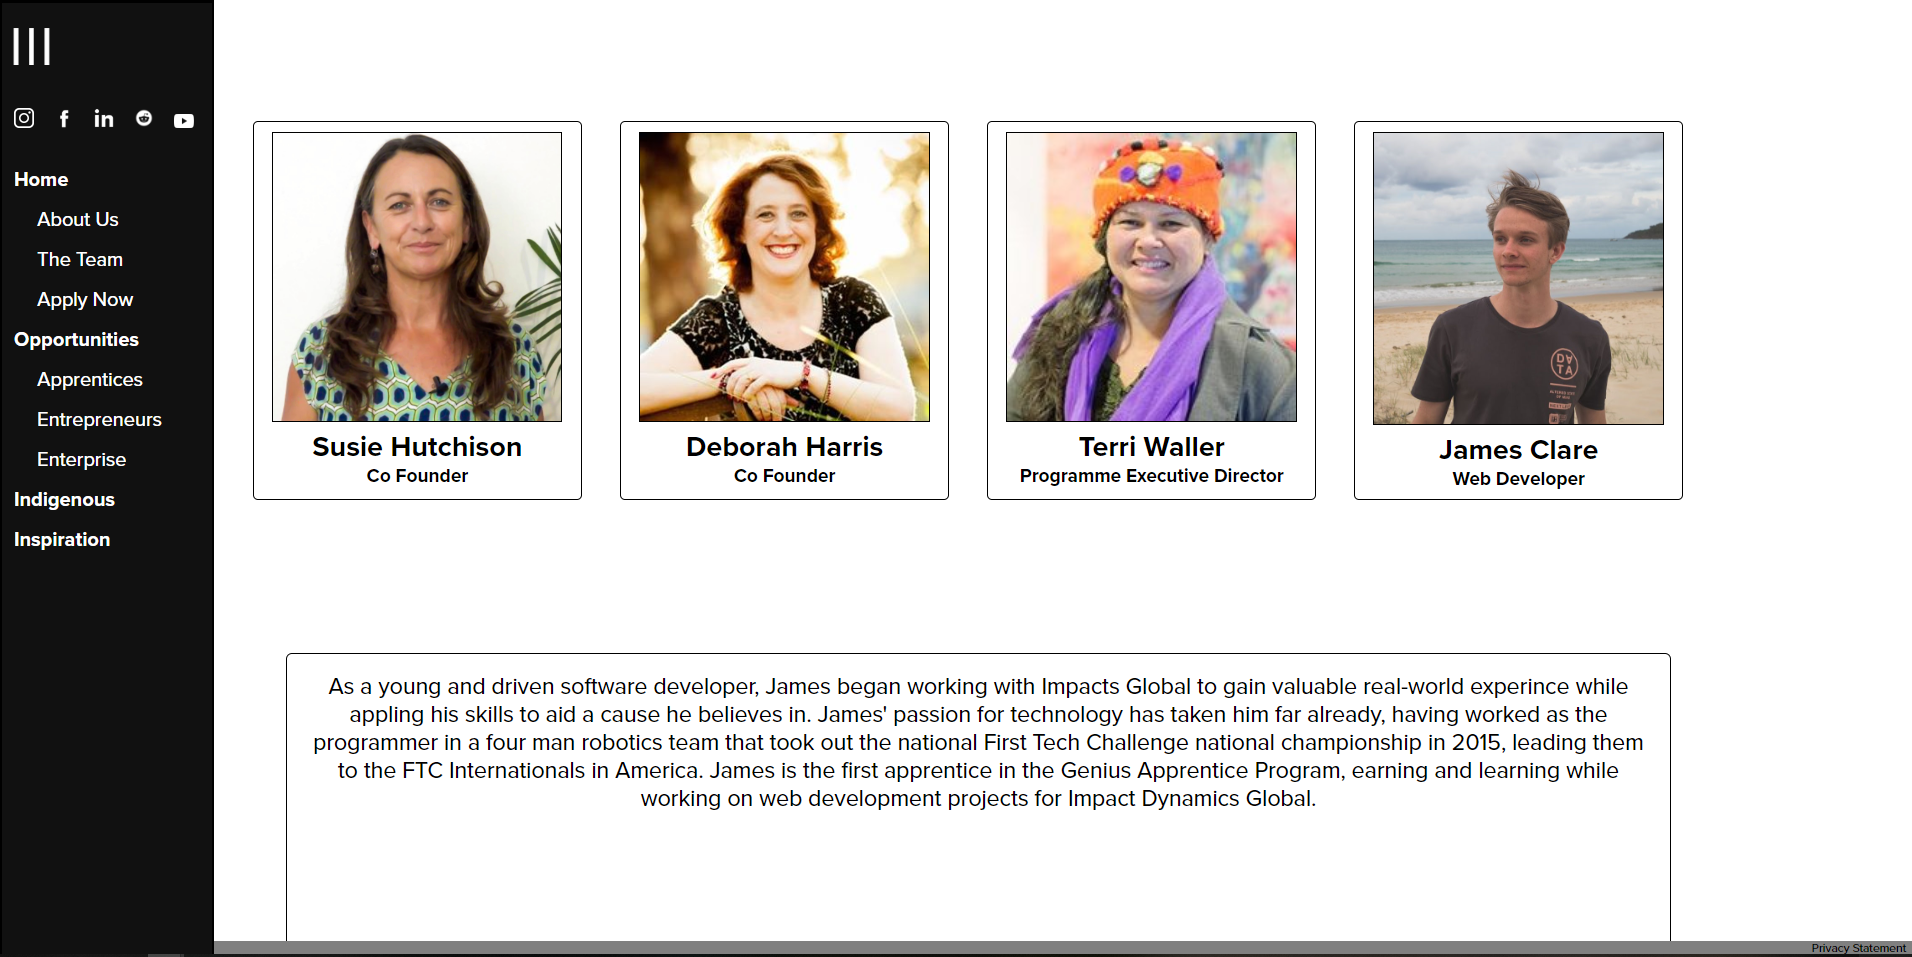 Home
About Us
The Team
Apply Now
Opportunities
Apprentices
Entrepreneurs
Enterprise
Indigenous
Inspiration
Susie Hutchison
Co Founder
Deborah Harris
Co Founder
Terri Waller
Programme Executive Director
DATA
James Clare
Web Developer
As a young and driven software developer, James began working with Impacts Global to gain valuable real-world experince while
appling his skills to aid a cause he believes in. James' passion for technology has taken him far already, having worked as the
programmer in a four man robotics team that took out the national First Tech Challenge national championship in 2015, leading them
to the FTC Internationals in America. James is the first apprentice in the Genius Apprentice Program, earning and learning while
working on web development projects for Impact Dynamics Global.
Privacy Statement